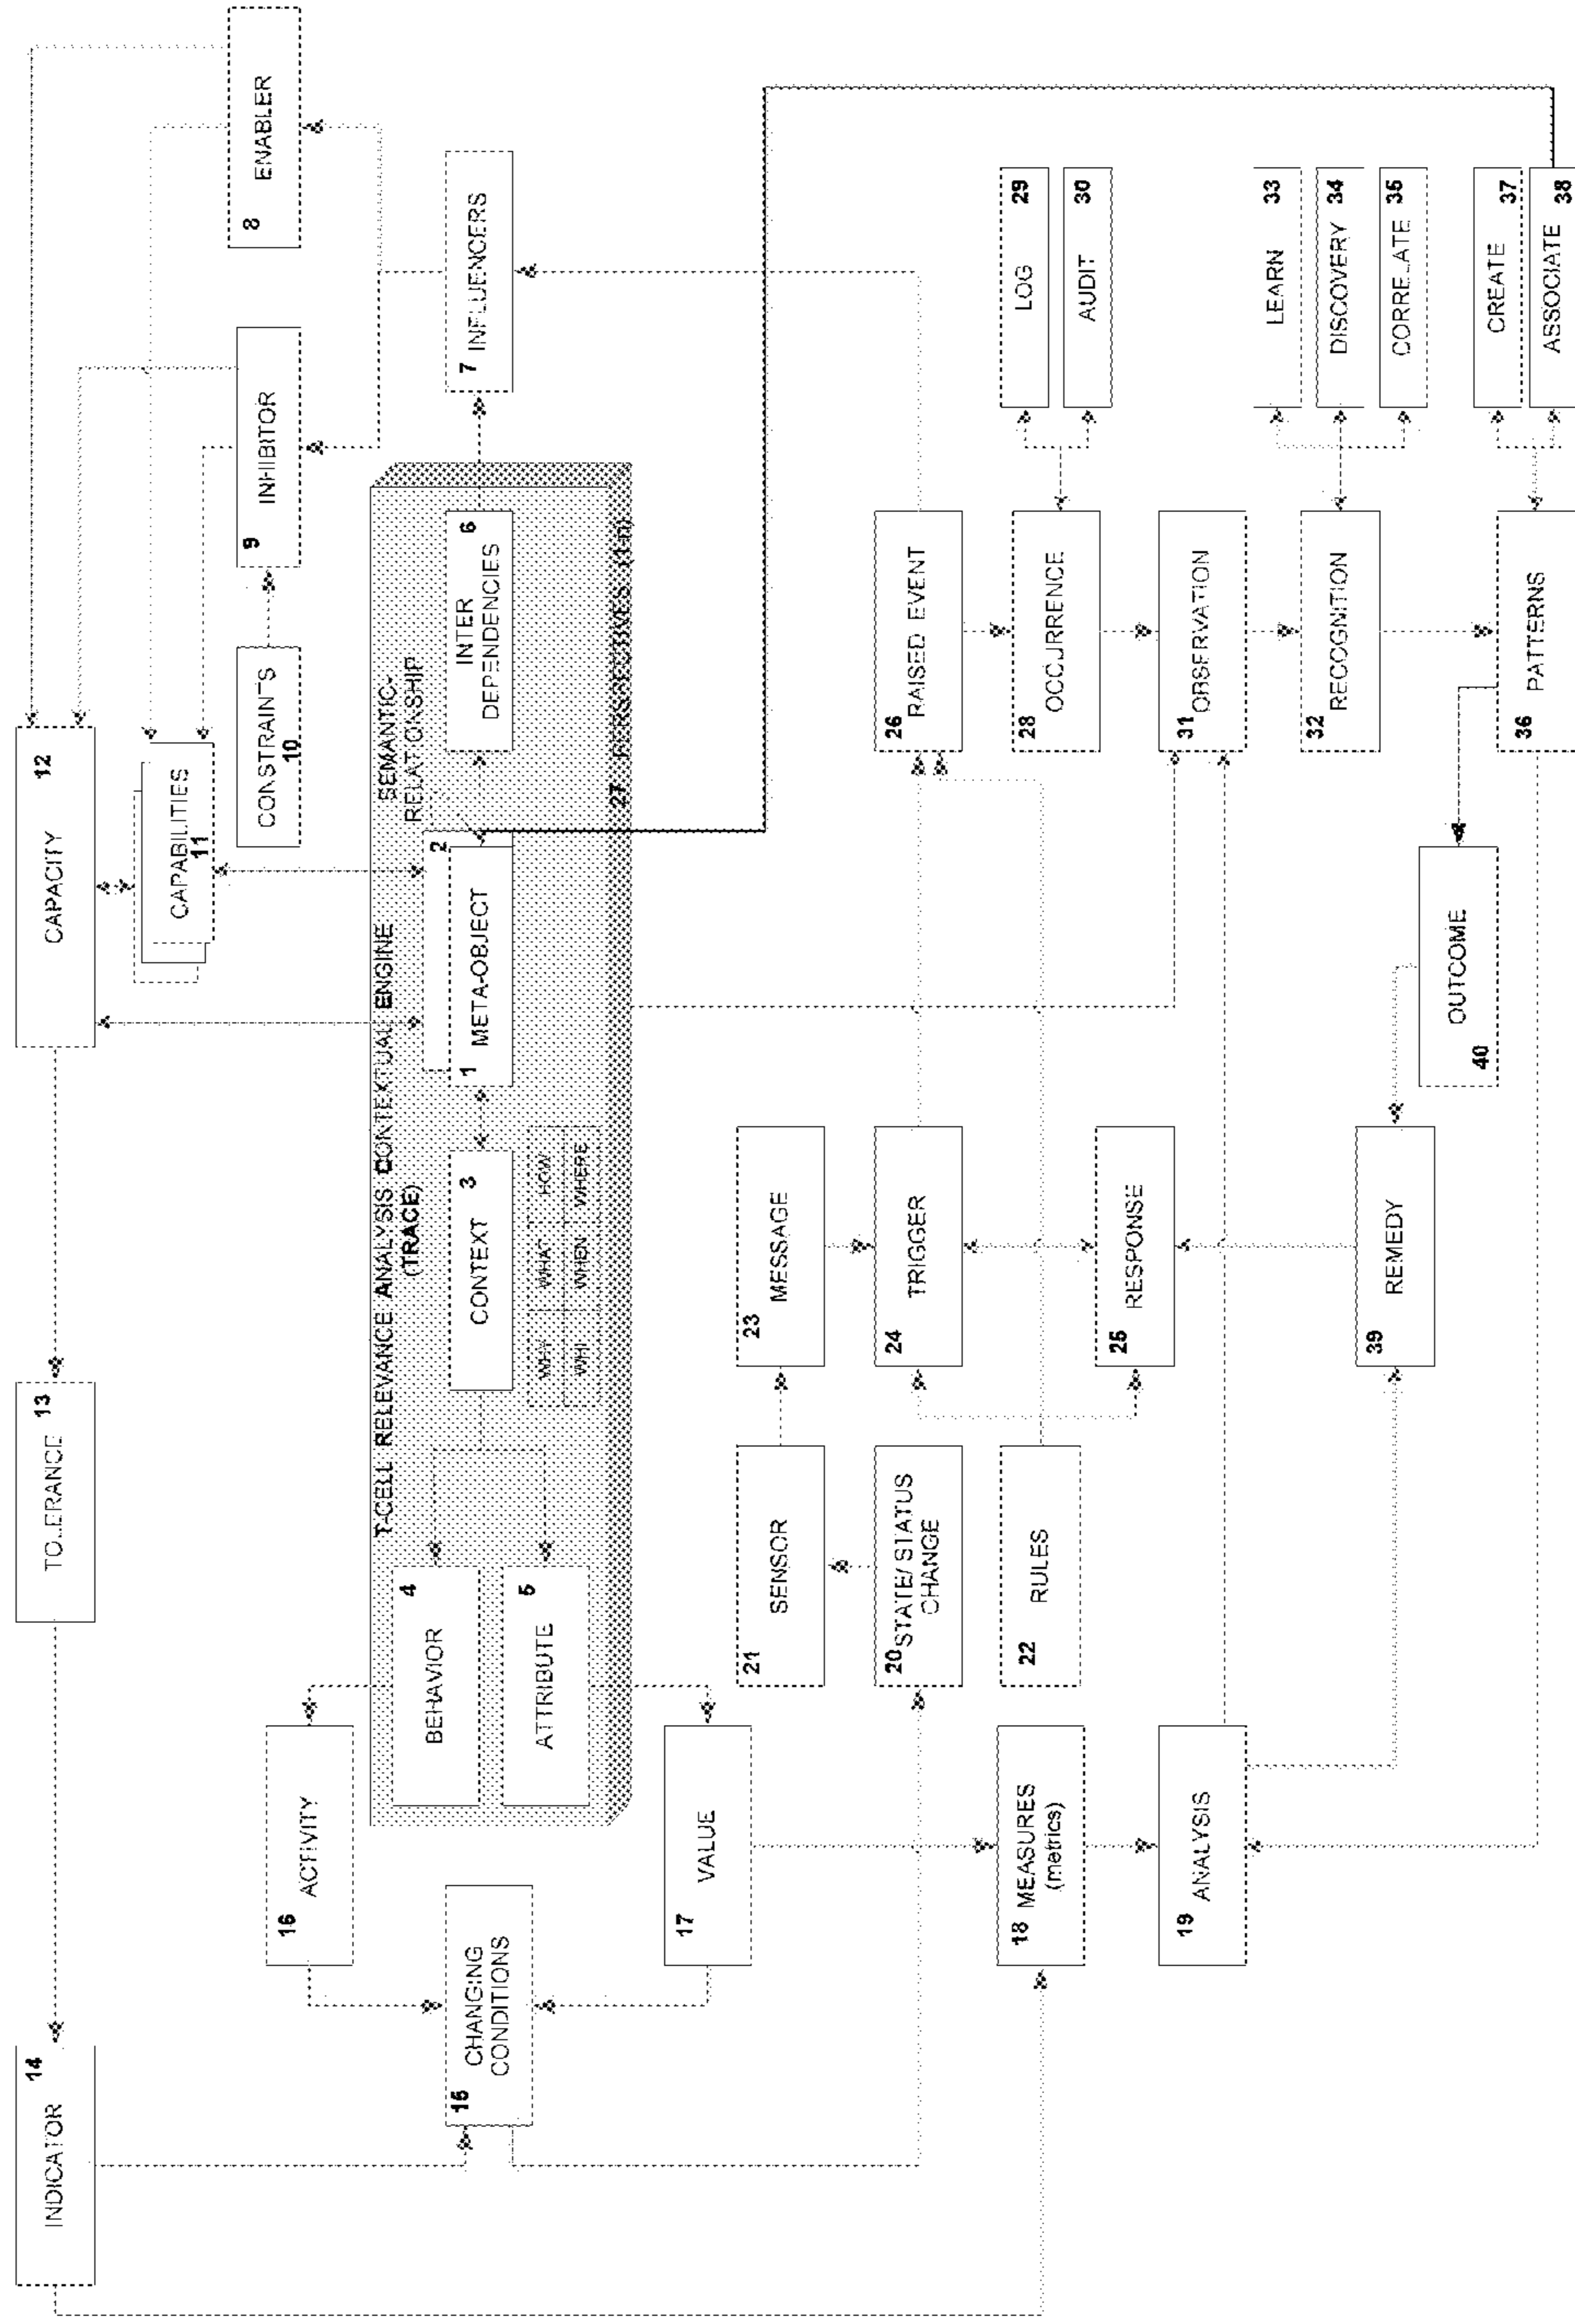 INDICATOR
14
TOLERANCE
13
CAPACITY
12
CAPABILITIES
11
CONSTRAINTS
10
9
INHIBITOR
8
ENABLER
16
ACTIVITY
T-CELL RELEVANCE ANALYSIS CONTEXTUAL ENGINE
(TRACE)
SEMANTIC-
RELATIONSHIP
BEHAVIOR
4
ATTRIBUTE
5
CONTEXT
3
WHY WHAT HOW
WHEN WHERE
1
META-OBJECT
2
INTER
DEPENDENCIES
6
27 PERSPECTIVES (1-n)
7
INFLUENCERS
15
CHANGING
CONDITIONS
17
VALUE
21
SENSOR
23
MESSAGE
20
STATE/ STATUS
CHANGE
24
TRIGGER
26
RAISED EVENT
18
MEASURES
(metrics)
22
RULES
28
OCCURRENCE
LOG
29
AUDIT
30
25
RESPONSE
19
ANALYSIS
31
OBSERVATION
LEARN
33
DISCOVERY
34
CORRELATE
35
32
RECOGNITION
39
REMEDY
40
OUTCOME
36
PATTERNS
CREATE
37
ASSOCIATE
38